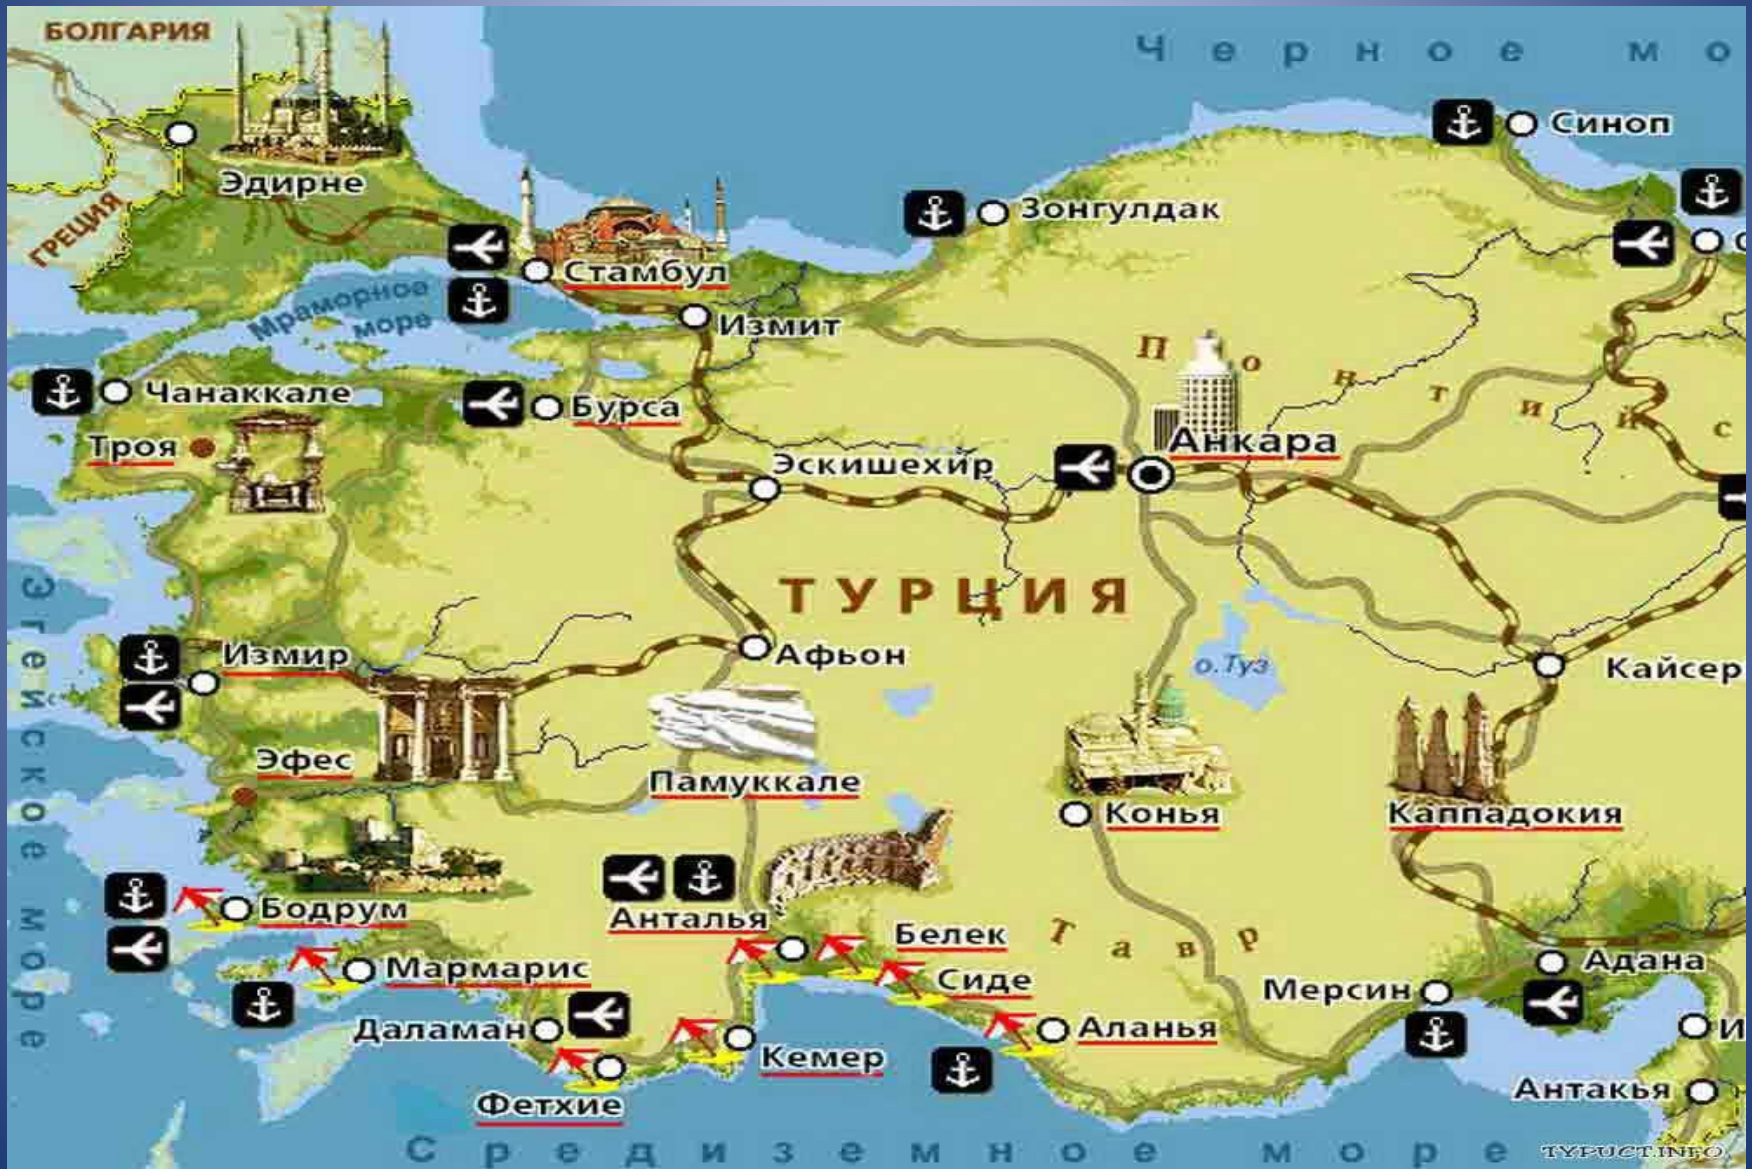 БОЛГАРИЯ
Черное мо
Синоп
Эдирне
ГРЕЦИЯ
Зонгулдак
Стамбул
Мраморное
море
Измит
Чанаккале
Бурса
Понтий с
Троя
Анкара
Эскишехир
ТУРЦИЯ
Эгейское море
Измир
Афьон
о.Туз
Кайсер
Эфес
Памуккале
Конья
Каппадокия
Бодрум
Анталья
Белек
Тавр
Мармарис
Сиде
Мерсин
Адана
Даламан
Аланья
И
Кемер
Антакья
Фетхие
Средиземное море
TYPUCT.INFO